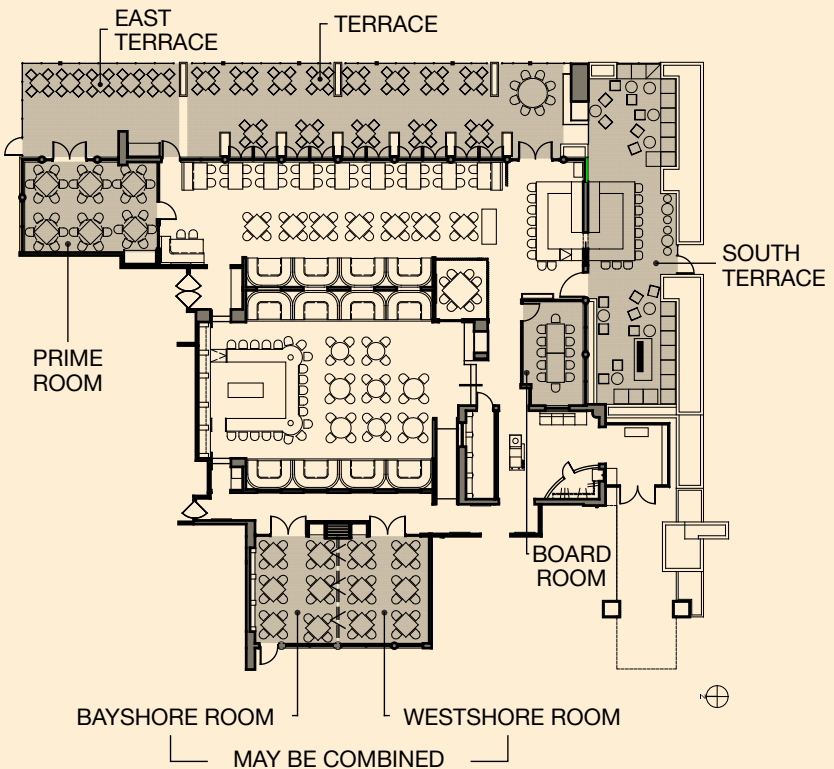 EAST
TERRACE
TERRACE
SOUTH
TERRACE
PRIME
ROOM
BOARD
ROOM
BAYSHORE ROOM
WESTSHORE ROOM
MAY BE COMBINED